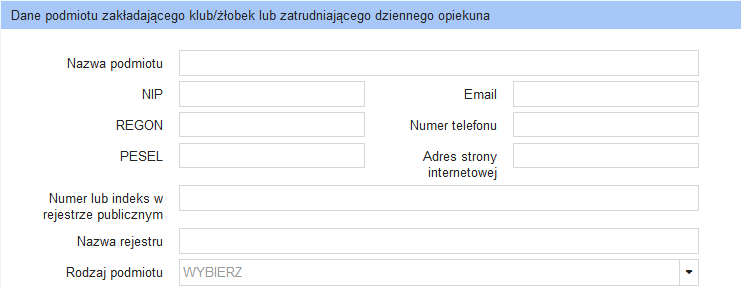 Dane podmiotu zakładającego klub/żłobek lub zatrudniającego dziennego opiekuna
Nazwa podmiotu
NIP
Email
REGON
Numer telefonu
PESEL
Adres strony
internetowej
Numer lub indeks w
rejestrze publicznym
Nazwa rejestru
Rodzaj podmiotu
WYBIERZ